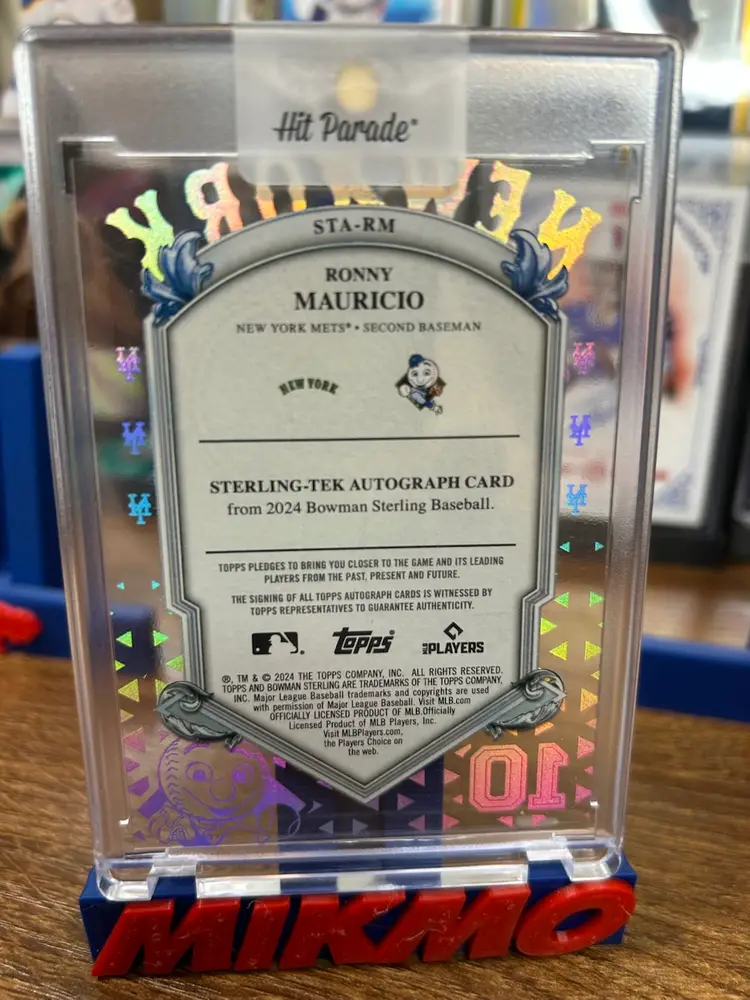 Hit Parade®
NEW YORK
STA-RM
RONNY
MAURICIO
NEW YORK METS® • SECOND BASEMAN
NEW YORK
STERLING-TEK AUTOGRAPH CARD
from 2024 Bowman Sterling Baseball.
TOPPS PLEDGES TO BRING YOU CLOSER TO THE GAME AND ITS LEADING
PLAYERS FROM THE PAST, PRESENT AND FUTURE.
THE SIGNING OF ALL TOPPS AUTOGRAPH CARDS IS WITNESSED BY
TOPPS REPRESENTATIVES TO GUARANTEE AUTHENTICITY.
topps MLB PLAYERS
®, TM & © 2024 THE TOPPS COMPANY, INC. ALL RIGHTS RESERVED.
TOPPS AND BOWMAN STERLING ARE TRADEMARKS OF THE TOPPS COMPANY,
INC. Major League Baseball trademarks and copyrights are used
with permission of Major League Baseball. Visit MLB.com
OFFICIALLY LICENSED PRODUCT OF MLB.Officially
Licensed Product of MLB Players, Inc.
Visit MLBPlayers.com,
the Players Choice on
the web.
10
MIKMO